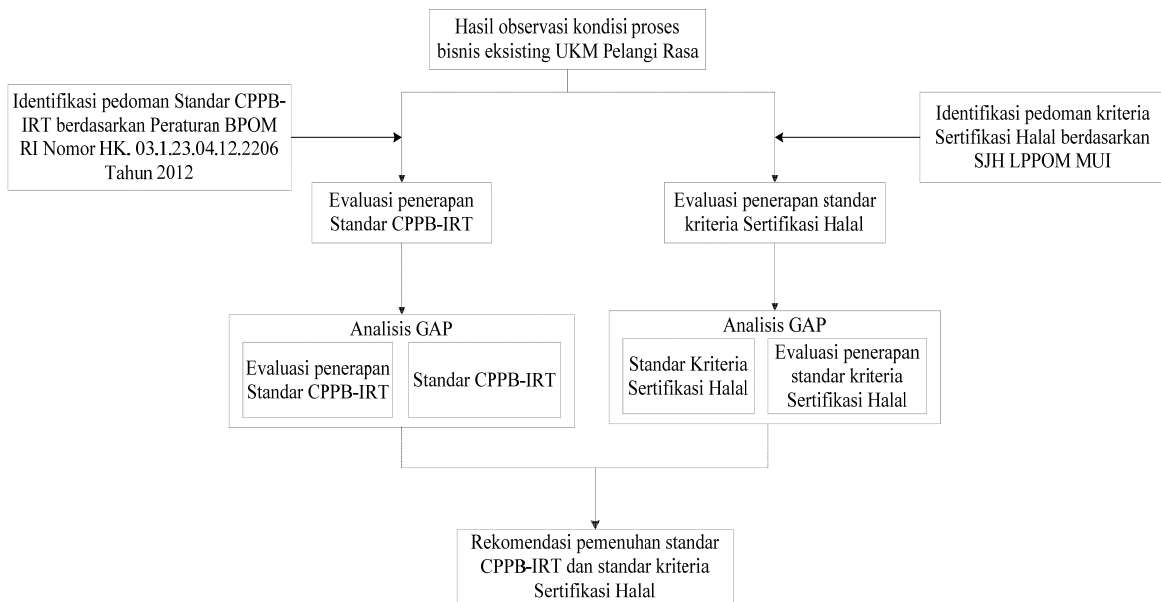 Hasil observasi kondisi proses
bisnis eksisting UKM Pelangi Rasa
Identifikasi pedoman Standar CPPB-
IRT berdasarkan Peraturan BPOM
RI Nomor HK. 03.1.23.04.12.2206
Tahun 2012
Identifikasi pedoman kriteria
Sertifikasi Halal berdasarkan
SJH LPPOM MUI
Evaluasi penerapan
Standar CPPB-IRT
Evaluasi penerapan standar
kriteria Sertifikasi Halal
Analisis GAP
Evaluasi penerapan
Standar CPPB-IRT
Standar CPPB-IRT
Analisis GAP
Standar Kriteria
Sertifikasi Halal
Evaluasi penerapan
standar kriteria
Sertifikasi Halal
Rekomendasi pemenuhan standar
CPPB-IRT dan standar kriteria
Sertifikasi Halal